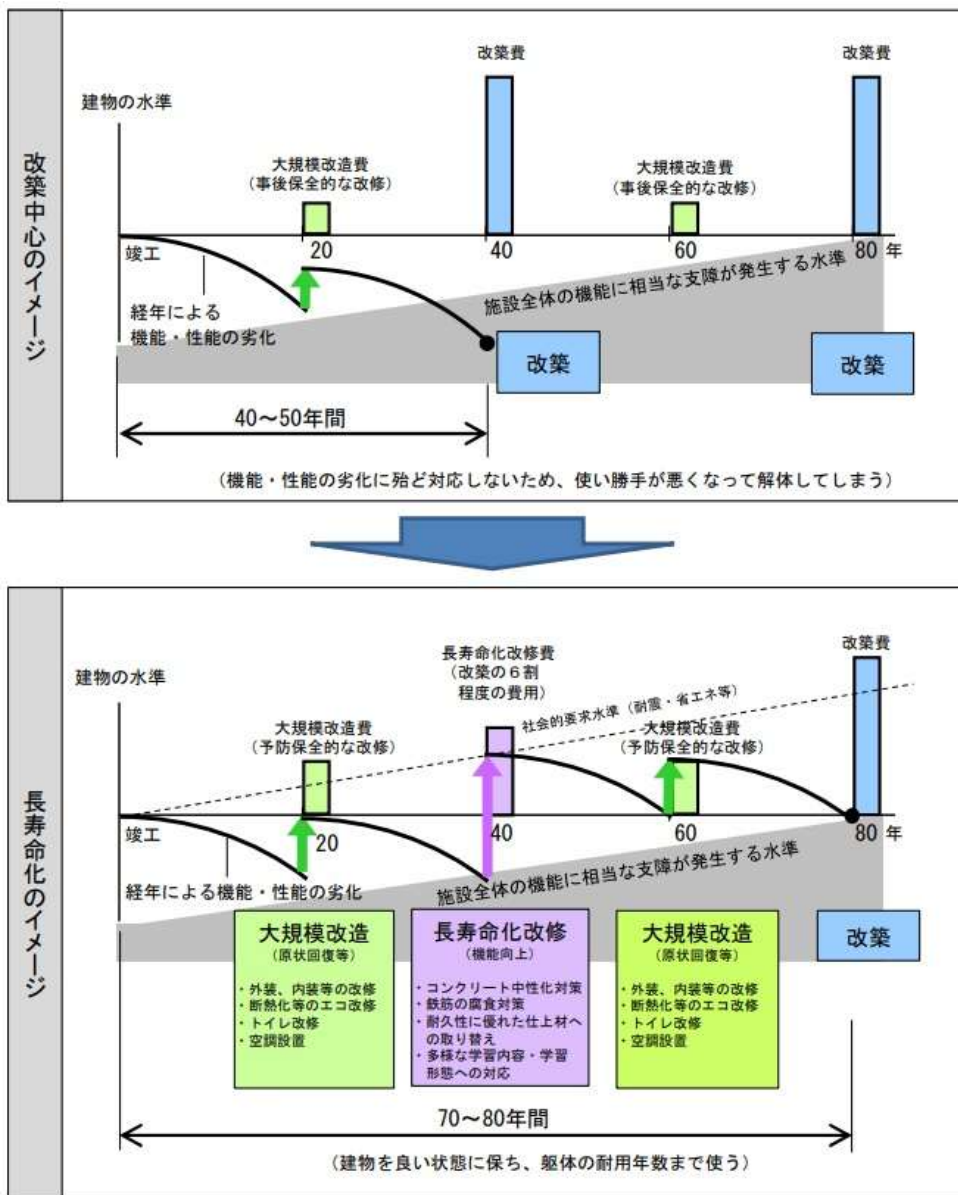 改築中心のイメージ
改築費
改築費
建物の水準
大規模改造費
（事後保全的な改修）
大規模改造費
（事後保全的な改修）
竣工
20
40
60
80 年
施設全体の機能に相当な支障が発生する水準
経年による
機能・性能の劣化
改築
改築
40～50年間
（機能・性能の劣化に殆ど対応しないため、使い勝手が悪くなって解体してしまう）
長寿命化のイメージ
改築費
長寿命化改修費
（改築の６割
程度の費用）
建物の水準
社会的要求水準（耐震・省エネ等）
大規模改造費
（予防保全的な改修）
大規模改造費
（予防保全的な改修）
竣工
20
40
60
80 年
施設全体の機能に相当な支障が発生する水準
経年による機能・性能の劣化
大規模改造
（原状回復等）
・外装、内装等の改修
・断熱化等のエコ改修
・トイレ改修
・空調設置
長寿命化改修
（機能向上）
・コンクリート中性化対策
・鉄筋の腐食対策
・耐久性に優れた仕上材へ
の取り替え
・多様な学習内容・学習
形態への対応
大規模改造
（原状回復等）
・外装、内装等の改修
・断熱化等のエコ改修
・トイレ改修
・空調設置
改築
70～80年間
（建物を良い状態に保ち、躯体の耐用年数まで使う）